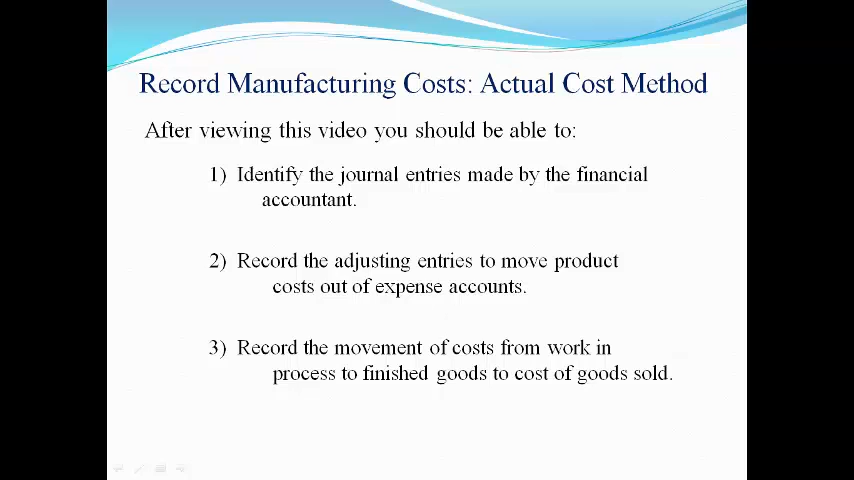 Record Manufacturing Costs: Actual Cost Method
After viewing this video you should be able to:
1) Identify the journal entries made by the financial
accountant.
2) Record the adjusting entries to move product
costs out of expense accounts.
3) Record the movement of costs from work in
process to finished goods to cost of goods sold.